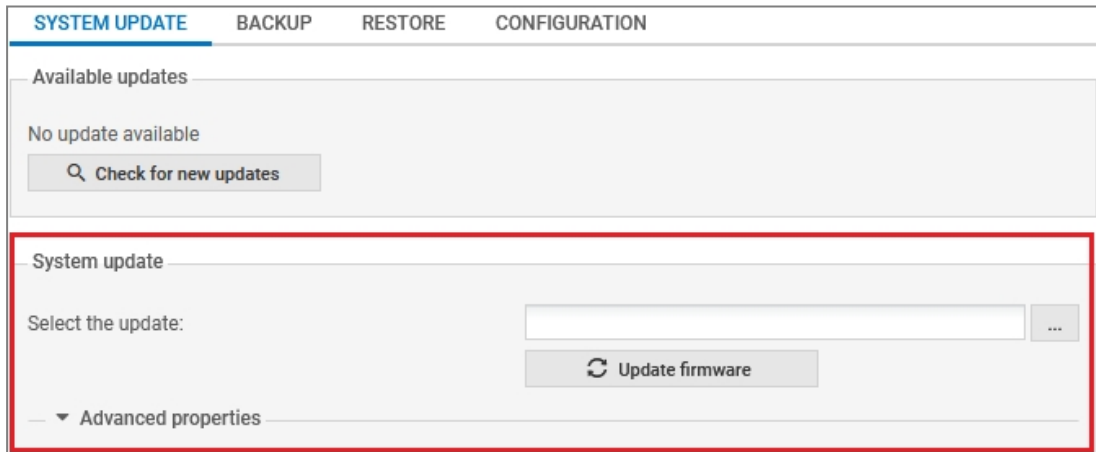 SYSTEM UPDATE BACKUP RESTORE CONFIGURATION
Available updates
No update available
Check for new updates
System update
Select the update:
...
Update firmware
Advanced properties